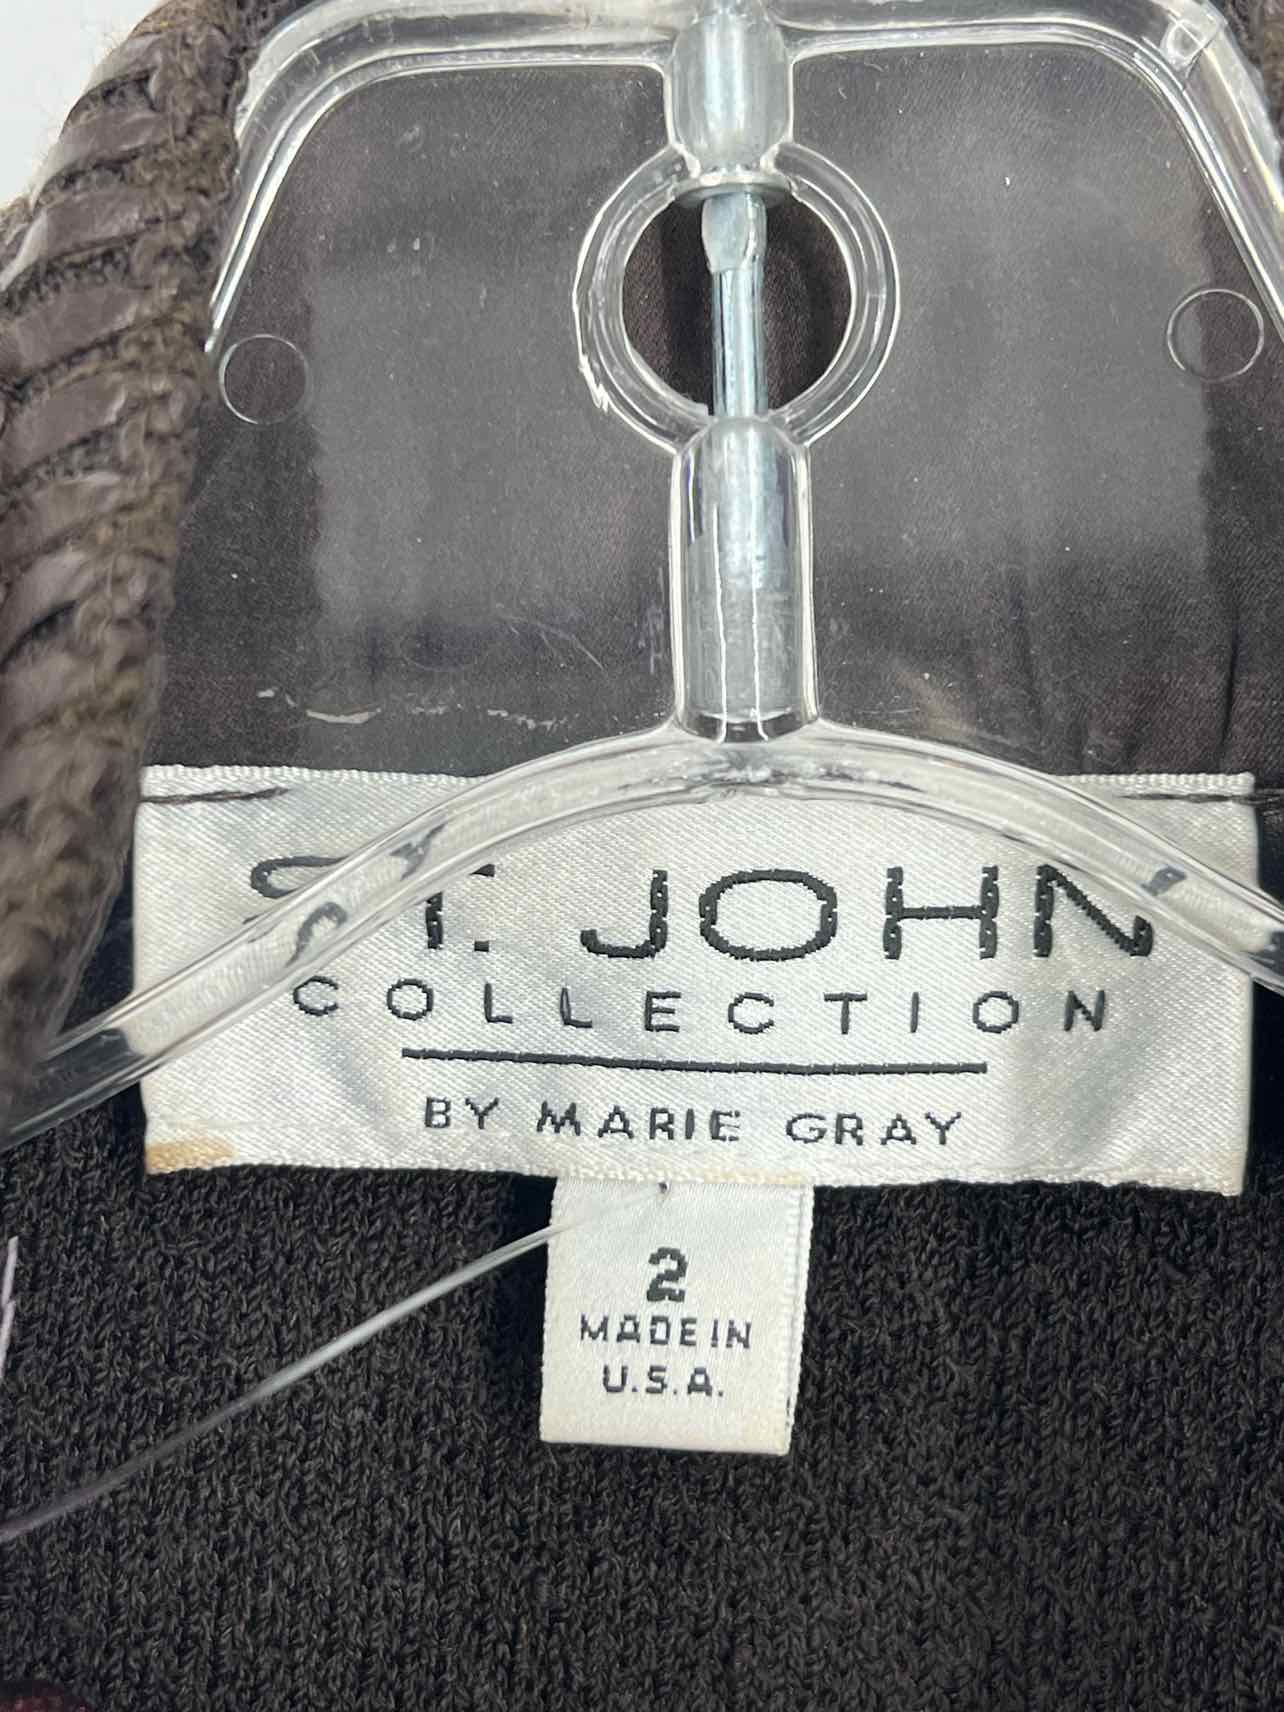 ST. JOHN
COLLECTION
BY MARIE GRAY
2
MADE IN
U.S.A.